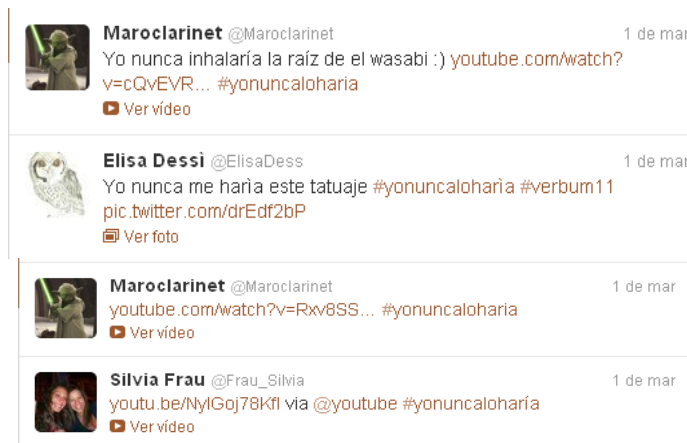 Maroclarinet @Maroclarinet 1 de mar
Yo nunca inhalaría la raíz de el wasabi :) youtube.com/watch?
v=cQvEVR... #yonuncaloharia
Ver vídeo
Elisa Dessì @ElisaDess 1 de mar
Yo nunca me harìa este tatuaje #yonuncaloharìa #verbum11
pic.twitter.com/drEdf2bP
Ver foto
Maroclarinet @Maroclarinet 1 de mar
youtube.com/watch?v=Rxv8SS... #yonuncaloharia
Ver vídeo
Silvia Frau @Frau_Silvia 1 de mar
youtu.be/NylGoj78Kfl via @youtube #yonuncaloharía
Ver vídeo